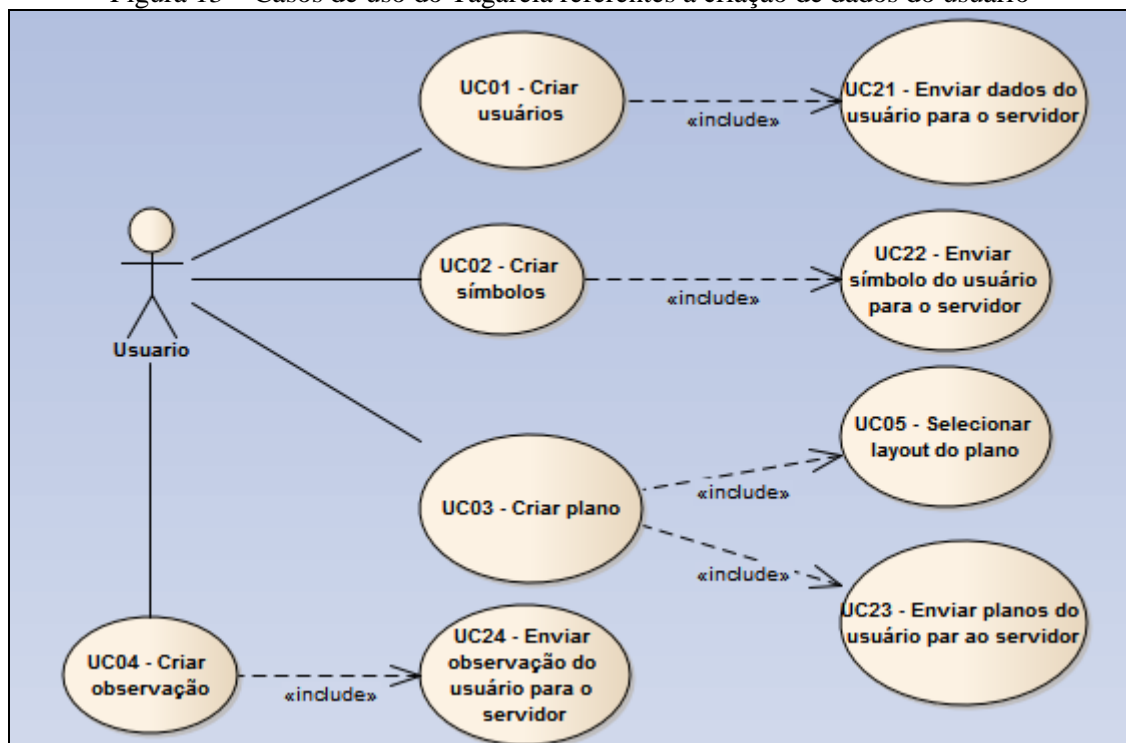 Figura 13 – Casos de uso do Tagarela referentes à criação de dados do usuário
UC01 - Criar
usuários
«include»
UC21 - Enviar dados do
usuário para o servidor
UC02 - Criar
símbolos
«include»
UC22 - Enviar
símbolo do usuário
para o servidor
Usuario
UC03 - Criar plano
«include»
UC05 - Selecionar
layout do plano
«include»
UC23 - Enviar planos do
usuário par ao servidor
UC04 - Criar
observação
«include»
UC24 - Enviar
observação do
usuário para o
servidor